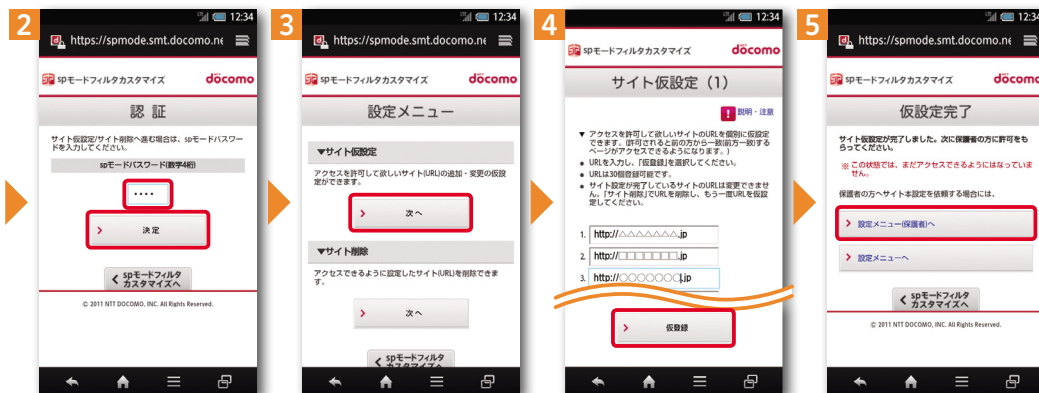 2
12:34
https://spmode.smt.docomo.ne
spモードフィルタカスタマイズ
döcomo
認 証
サイト仮設定/サイト削除へ進む場合は、spモードパスワー
ドを入力してください。
spモードパスワード(数字4桁)
••••
決 定
spモードフィルタ
カスタマイズへ
© 2011 NTT DOCOMO, INC. All Rights Reserved.
3
12:34
https://spmode.smt.docomo.ne
spモードフィルタカスタマイズ
döcomo
設定メニュー
▼サイト仮設定
アクセスを許可して欲しいサイト(URL)の追加・変更の仮設
定ができます。
次へ
▼サイト削除
アクセスできるように設定したサイト(URL)を削除できま
す。
次へ
spモードフィルタ
カスタマイズへ
4
12:34
spモードフィルタカスタマイズ
döcomo
サイト仮設定（1）
! 説明・注意
▼ アクセスを許可して欲しいサイトのURLを個別に仮設定
できます。(許可されると前の方から一致(前方一致)する
ページがアクセスできるようになります。)
● URLを入力し、「仮登録」を選択してください。
● URLは30個登録可能です。
● サイト設定が完了しているサイトのURLは変更できませ
ん。「サイト削除」でURLを削除し、もう一度URLを仮設
定してください。
1. http://△△△△△△△.jp
2. http://□□□□□□□.jp
3. http://○○○○○○○.jp
仮登録
5
12:34
https://spmode.smt.docomo.ne
spモードフィルタカスタマイズ
döcomo
仮設定完了
サイト仮設定が完了しました。次に保護者の方に許可をも
らってください。
※ この状態では、まだアクセスできるようにはなっていま
せん。
保護者の方へサイト本設定を依頼する場合には、
設定メニュー(保護者)へ
設定メニューへ
spモードフィルタ
カスタマイズへ
© 2011 NTT DOCOMO, INC. All Rights Reserved.